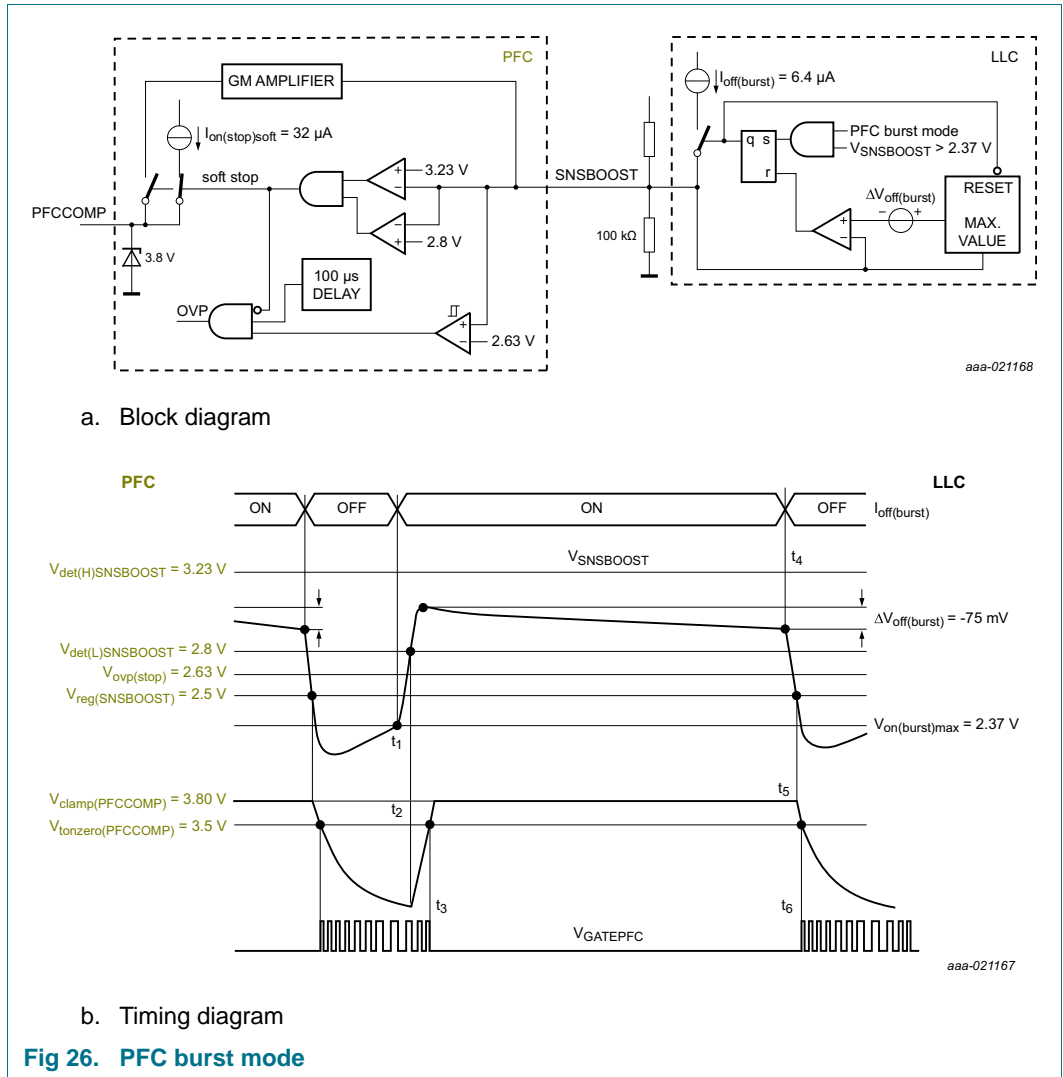 PFC
LLC
GM AMPLIFIER
Ion(stop)soft = 32 µA
soft stop
PFCCOMP
3.8 V
3.23 V
2.8 V
100 µs
DELAY
OVP
2.63 V
SNSBOOST
100 kΩ
Ioff(burst) = 6.4 µA
q s
r
PFC burst mode
VSNSBOOST > 2.37 V
ΔVoff(burst)
− +
RESET
MAX.
VALUE
aaa-021168
a. Block diagram
PFC
LLC
ON
OFF
ON
OFF
Ioff(burst)
VSNSBOOST
t4
Vdet(H)SNSBOOST = 3.23 V
ΔVoff(burst) = -75 mV
Vdet(L)SNSBOOST = 2.8 V
Vovp(stop) = 2.63 V
Vreg(SNSBOOST) = 2.5 V
Von(burst)max = 2.37 V
t1
t5
Vclamp(PFCCOMP) = 3.80 V
t2
Vtonzero(PFCCOMP) = 3.5 V
t3
t6
VGATEPFC
aaa-021167
b. Timing diagram
Fig 26. PFC burst mode